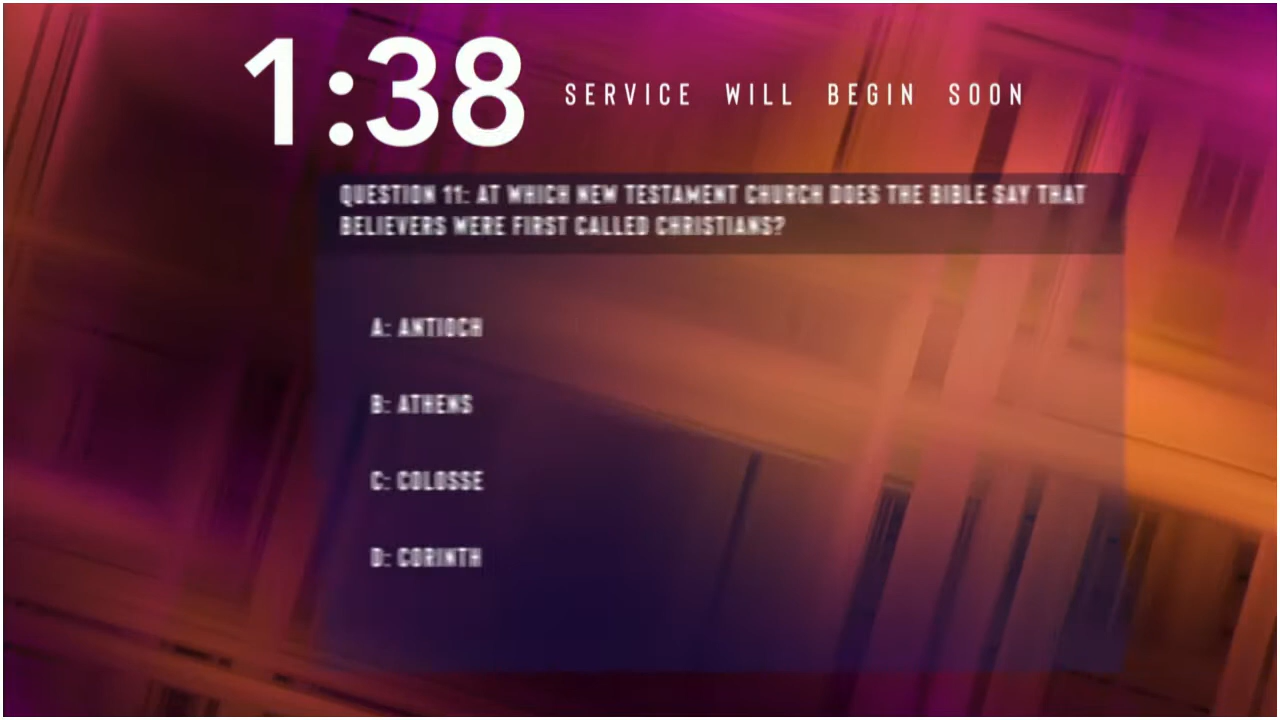 1:38 SERVICE WILL BEGIN SOON
QUESTION 11: AT WHICH NEW TESTAMENT CHURCH DOES THE BIBLE SAY THAT
BELIEVERS WERE FIRST CALLED CHRISTIANS?
A: ANTIOCH
B: ATHENS
C: COLOSSE
D: CORINTH